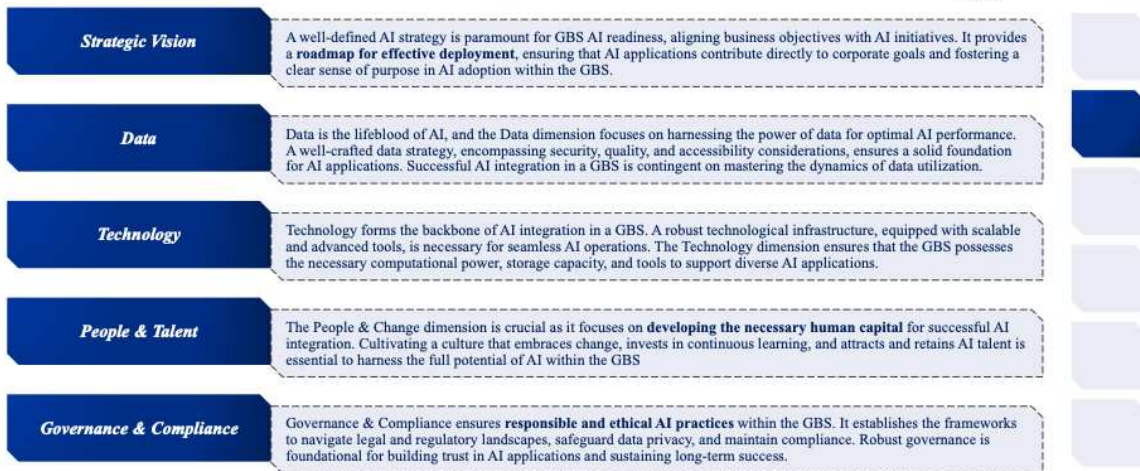 Strategic Vision
A well-defined AI strategy is paramount for GBS AI readiness, aligning business objectives with AI initiatives. It provides
a roadmap for effective deployment, ensuring that AI applications contribute directly to corporate goals and fostering a
clear sense of purpose in AI adoption within the GBS.
Data
Data is the lifeblood of AI, and the Data dimension focuses on harnessing the power of data for optimal AI performance.
A well-crafted data strategy, encompassing security, quality, and accessibility considerations, ensures a solid foundation
for AI applications. Successful AI integration in a GBS is contingent on mastering the dynamics of data utilization.
Technology
Technology forms the backbone of AI integration in a GBS. A robust technological infrastructure, equipped with scalable
and advanced tools, is necessary for seamless AI operations. The Technology dimension ensures that the GBS possesses
the necessary computational power, storage capacity, and tools to support diverse AI applications.
People & Talent
The People & Change dimension is crucial as it focuses on developing the necessary human capital for successful AI
integration. Cultivating a culture that embraces change, invests in continuous learning, and attracts and retains AI talent is
essential to harness the full potential of AI within the GBS
Governance & Compliance
Governance & Compliance ensures responsible and ethical AI practices within the GBS. It establishes the frameworks
to navigate legal and regulatory landscapes, safeguard data privacy, and maintain compliance. Robust governance is
foundational for building trust in AI applications and sustaining long-term success.